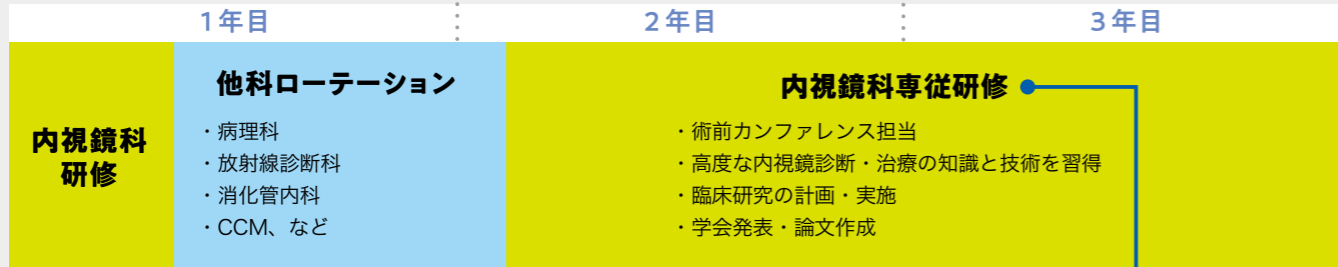 1年目
2年目
3年目
内視鏡科
研修
他科ローテーション
・病理科
・放射線診断科
・消化管内科
・CCM、など
内視鏡科専従研修
・術前カンファレンス担当
・高度な内視鏡診断・治療の知識と技術を習得
・臨床研究の計画・実施
・学会発表・論文作成